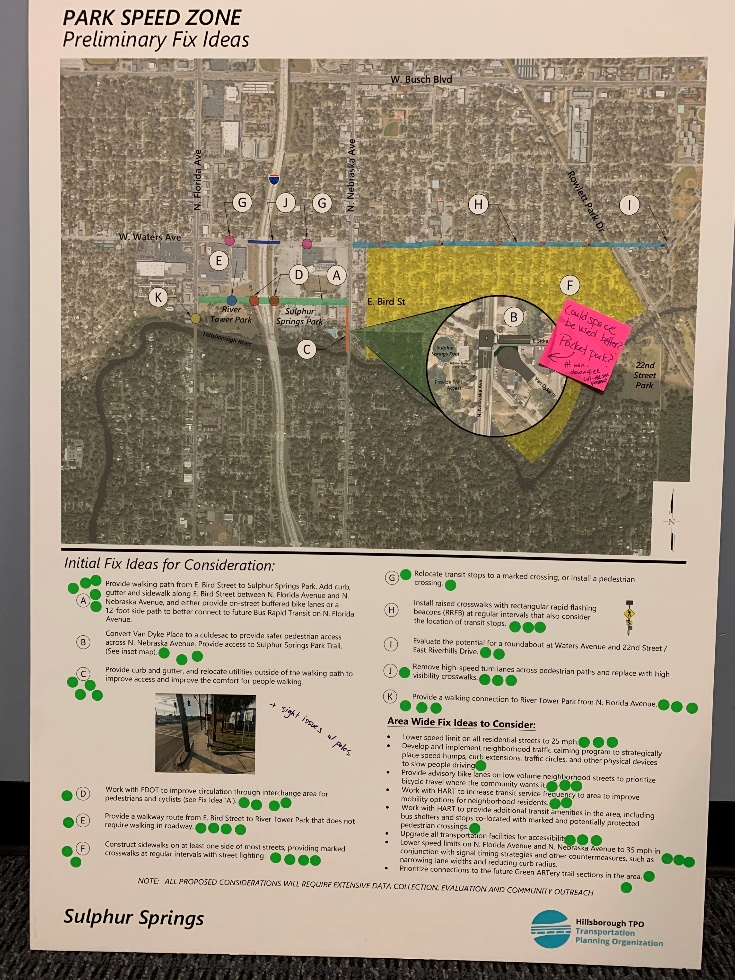 PARK SPEED ZONE
Preliminary Fix Ideas
W. Busch Blvd
N. Florida Ave
N. Nebraska Ave
Rowlett Park Dr.
G
J
G
H
I
W. Waters Ave
E
D
A
K
F
E. Bird St
River
Tower Park
Sulphur
Springs Park
B
C
Hillsborough River
Could space
be used better?
Pocket park?
22nd
Street
Park
Sulphur
Springs Pool
Provide Trail
Access
N. Nebraska Ave
N
Initial Fix Ideas for Consideration:
A
Provide walking path from E. Bird Street to Sulphur Springs Park. Add curb,
gutter and sidewalk along E. Bird Street between N. Florida Avenue and N.
Nebraska Avenue, and either provide on-street buffered bike lanes or a
12-foot side path to better connect to future Bus Rapid Transit on N. Florida
Avenue.
B
Convert Van Dyke Place to a culdesac to provide safer pedestrian access
across N. Nebraska Avenue. Provide access to Sulphur Springs Park Trail.
(See inset map).
C
Provide curb and gutter, and relocate utilities outside of the walking path to
improve access and improve the comfort for people walking.
+ sight issues w/ poles
D
Work with FDOT to improve circulation through interchange area for
pedestrians and cyclists (see Fix Idea 'A').
E
Provide a walkway route from E. Bird Street to River Tower Park that does not
require walking in roadway.
F
Construct sidewalks on at least one side of most streets, providing marked
crosswalks at regular intervals with street lighting.
G
Relocate transit stops to a marked crossing, or install a pedestrian
crossing.
H
Install raised crosswalks with rectangular rapid flashing
beacons (RRFB) at regular intervals that also consider
the location of transit stops.
I
Evaluate the potential for a roundabout at Waters Avenue and 22nd Street /
East Riverhills Drive.
J
Remove high-speed turn lanes across pedestrian paths and replace with high
visibility crosswalks.
K
Provide a walking connection to River Tower Park from N. Florida Avenue.
Area Wide Fix Ideas to Consider:
• Lower speed limit on all residential streets to 25 mph.
• Develop and implement neighborhood traffic calming program to strategically
place speed humps, curb extensions, traffic circles, and other physical devices
to slow people driving.
• Provide advisory bike lanes on low volume neighborhood streets to prioritize
bicycle travel where the community wants it.
• Work with HART to increase transit service frequency to area to improve
mobility options for neighborhood residents.
• Work with HART to provide additional transit amenities in the area, including
bus shelters and stops co-located with marked and potentially protected
pedestrian crossings.
• Upgrade all transportation facilities for accessibility.
• Lower speed limits on N. Florida Avenue and N. Nebraska Avenue to 35 mph in
conjunction with signal timing strategies and other countermeasures, such as
narrowing lane widths and reducing curb radius.
• Prioritize connections to the future Green ARTery trail sections in the area.
NOTE: ALL PROPOSED CONSIDERATIONS WILL REQUIRE EXTENSIVE DATA COLLECTION, EVALUATION AND COMMUNITY OUTREACH
Sulphur Springs
Hillsborough TPO
Transportation
Planning Organization